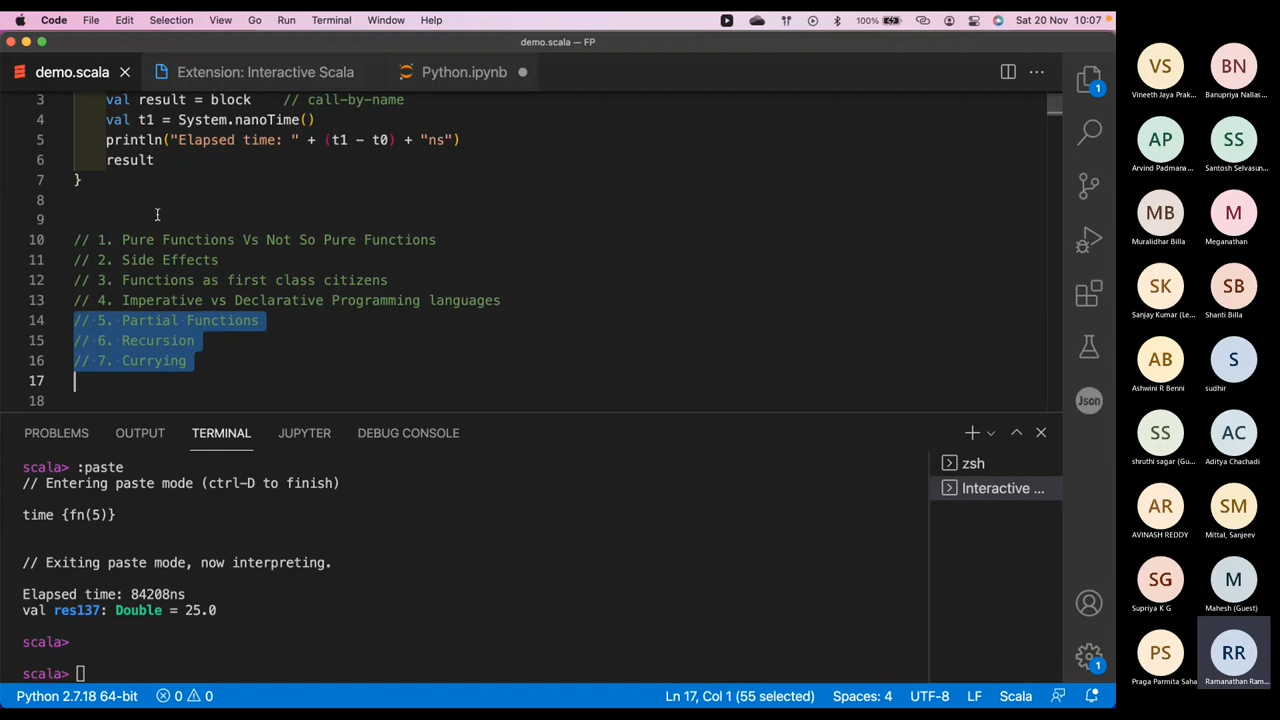 Code File Edit Selection View Go Run Terminal Window Help 100% Sat 20 Nov 10:07
demo.scala — FP
demo.scala Extension: Interactive Scala Python.ipynb
3 val result = block // call-by-name
4 val t1 = System.nanoTime()
5 println("Elapsed time: " + (t1 - t0) + "ns")
6 result
7 }
8
9
10 // 1. Pure Functions Vs Not So Pure Functions
11 // 2. Side Effects
12 // 3. Functions as first class citizens
13 // 4. Imperative vs Declarative Programming languages
14 // 5. Partial Functions
15 // 6. Recursion
16 // 7. Currying
17
18
PROBLEMS OUTPUT TERMINAL JUPYTER DEBUG CONSOLE
scala> :paste
// Entering paste mode (ctrl-D to finish)
time {fn(5)}
// Exiting paste mode, now interpreting.
Elapsed time: 84208ns
val res137: Double = 25.0
scala>
scala>
zsh
Interactive ...
1
Json
1
Python 2.7.18 64-bit 0 0 Ln 17, Col 1 (55 selected) Spaces: 4 UTF-8 LF Scala
VS BN
Vineeth Jaya Prak... Banupriya Nallas...
AP SS
Arvind Padmana... Santosh Selvasun...
MB M
Muralidhar Billa Meganathan
SK SB
Sanjay Kumar (Le... Shanti Billa
AB S
Ashwini R Benni sudhir
SS AC
shruthi sagar (Gu... Aditya Chachadi
AR SM
AVINASH REDDY Mittal, Sanjeev
SG M
Supriya K G Mahesh (Guest)
PS RR
Praga Parmita Saha Ramanathan Ram...